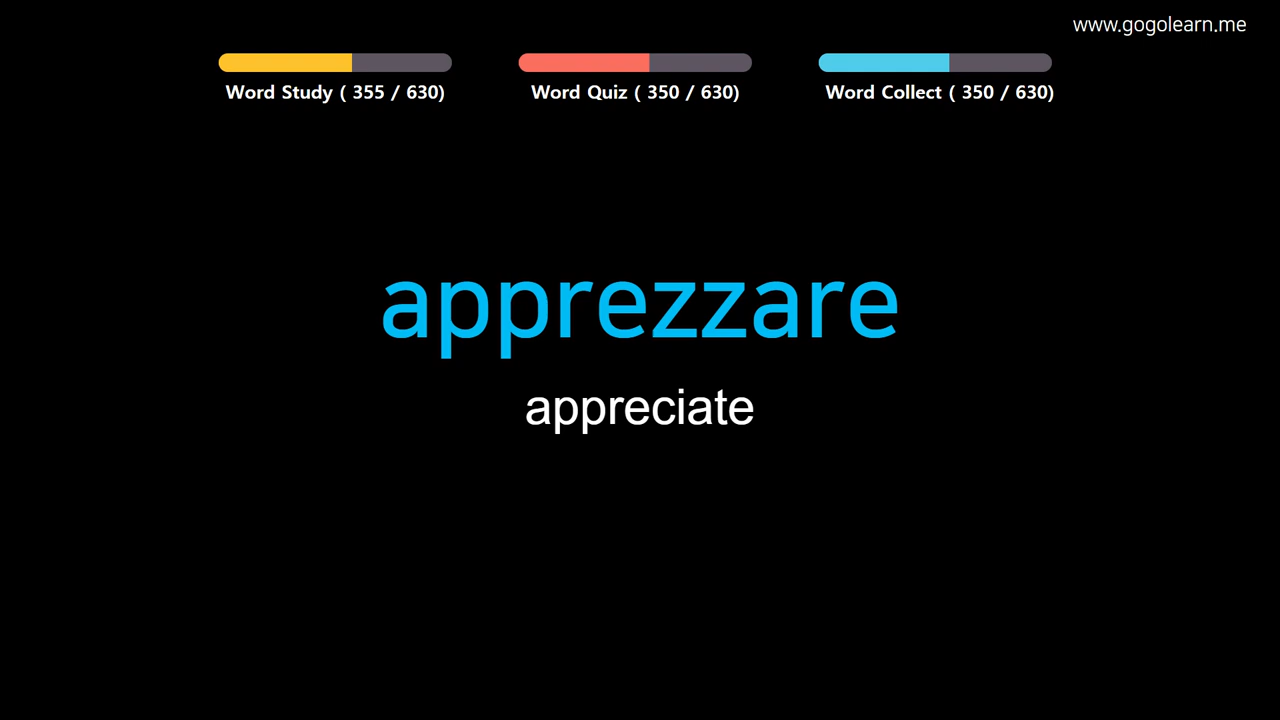 www.gogolearn.me
Word Study ( 355 / 630)
Word Quiz ( 350 / 630)
Word Collect ( 350 / 630)
apprezzare
appreciate